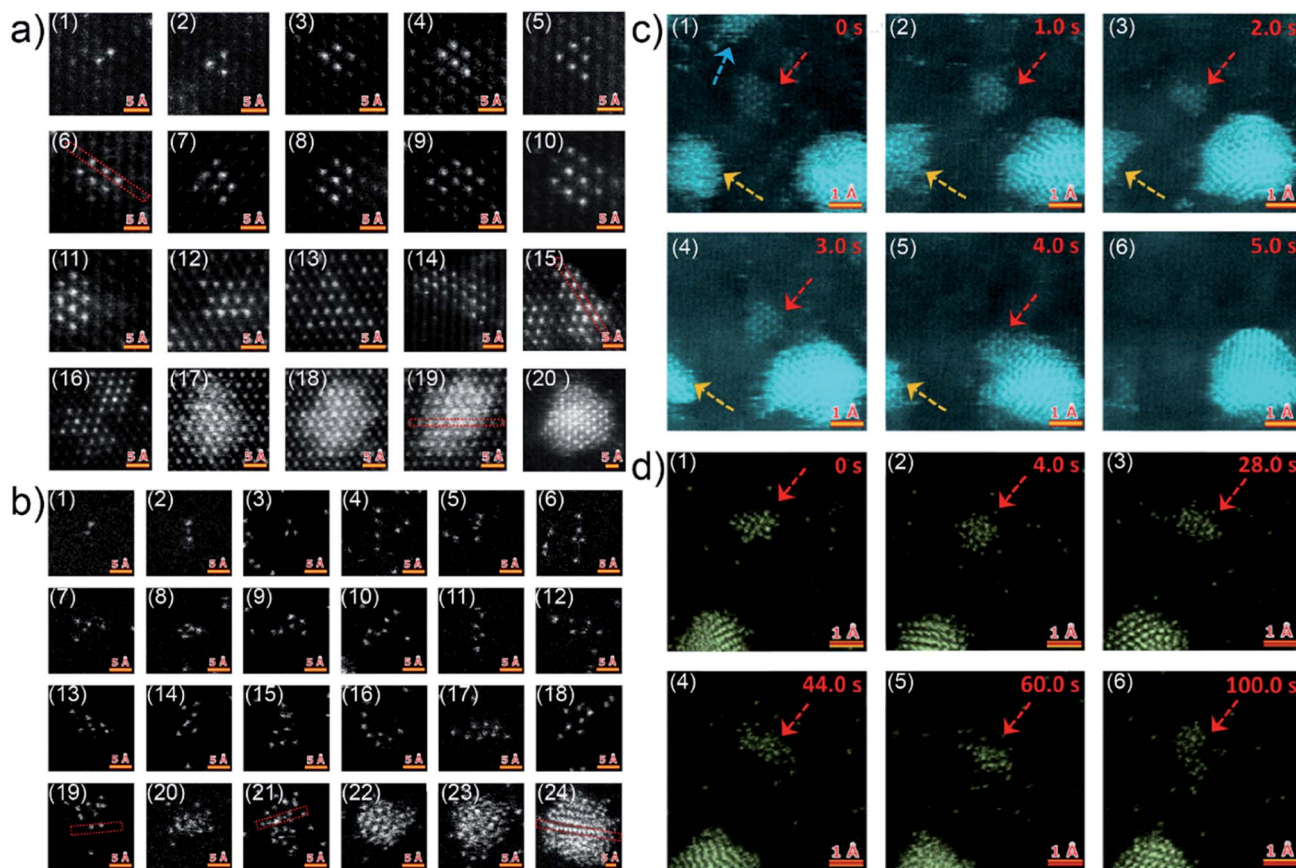 a)
(1) (2) (3) (4) (5)
5 Å 5 Å 5 Å 5 Å 5 Å
(6) (7) (8) (9) (10)
5 Å 5 Å 5 Å 5 Å 5 Å
(11) (12) (13) (14) (15)
5 Å 5 Å 5 Å 5 Å 5 Å
(16) (17) (18) (19) (20)
5 Å 5 Å 5 Å 5 Å 5 Å
b)
(1) (2) (3) (4) (5) (6)
5 Å 5 Å 5 Å 5 Å 5 Å 5 Å
(7) (8) (9) (10) (11) (12)
5 Å 5 Å 5 Å 5 Å 5 Å 5 Å
(13) (14) (15) (16) (17) (18)
5 Å 5 Å 5 Å 5 Å 5 Å 5 Å
(19) (20) (21) (22) (23) (24)
5 Å 5 Å 5 Å 5 Å 5 Å 5 Å
c)
(1) 0 s (2) 1.0 s (3) 2.0 s
1 Å 1 Å 1 Å
(4) 3.0 s (5) 4.0 s (6) 5.0 s
1 Å 1 Å 1 Å
d)
(1) 0 s (2) 4.0 s (3) 28.0 s
1 Å 1 Å 1 Å
(4) 44.0 s (5) 60.0 s (6) 100.0 s
1 Å 1 Å 1 Å